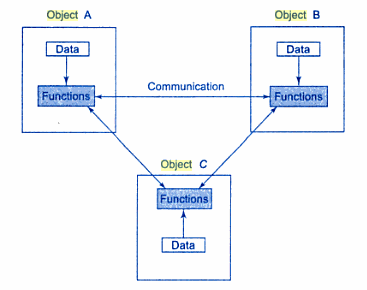 Object A
Object B
Data
Data
Communication
Functions
Functions
Object C
Functions
Data